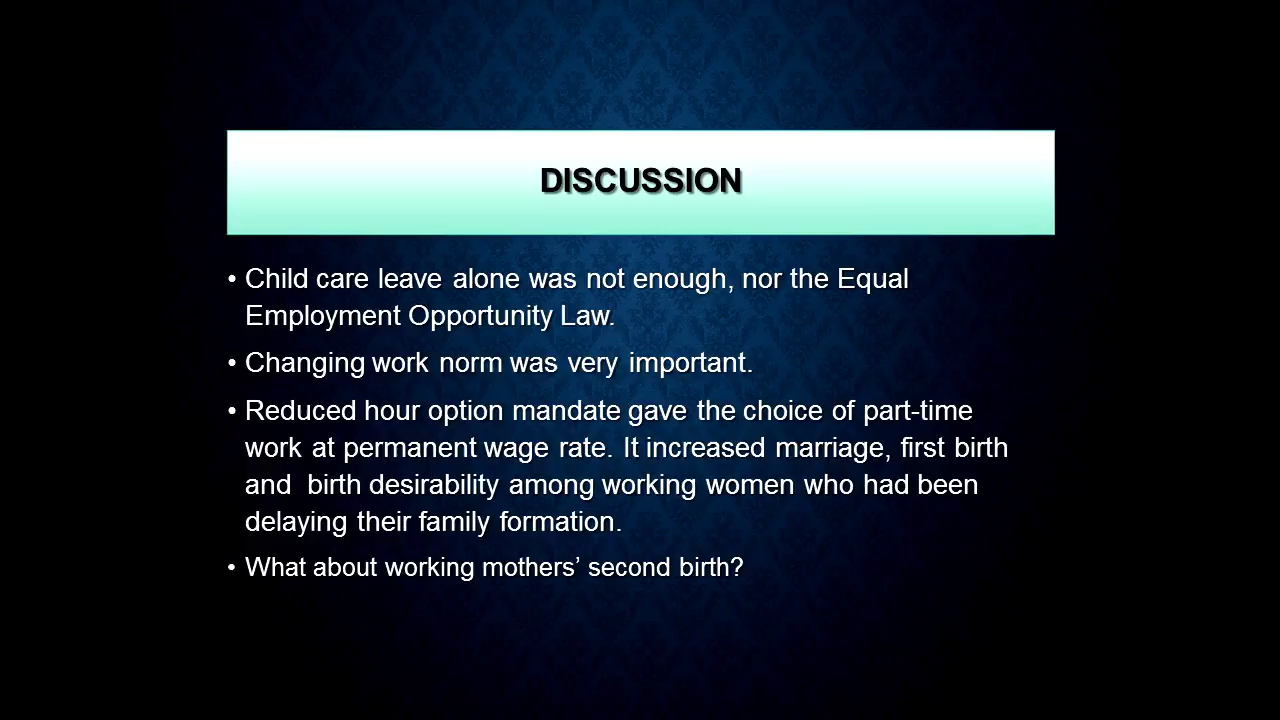 DISCUSSION
• Child care leave alone was not enough, nor the Equal
Employment Opportunity Law.
• Changing work norm was very important.
• Reduced hour option mandate gave the choice of part-time
work at permanent wage rate. It increased marriage, first birth
and  birth desirability among working women who had been
delaying their family formation.
• What about working mothers’ second birth?